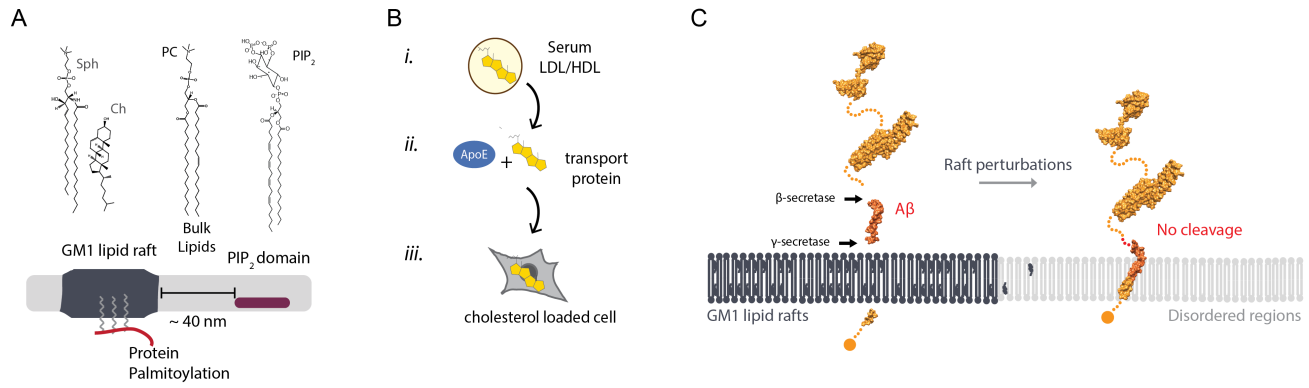 A
Sph
Ch
PC
PIP2
Bulk
Lipids
GM1 lipid raft
PIP2 domain
~ 40 nm
Protein
Palmitoylation
B
i.
Serum
LDL/HDL
ii.
ApoE
+
transport
protein
iii.
cholesterol loaded cell
C
Raft perturbations
β-secretase
Aβ
γ-secretase
No cleavage
GM1 lipid rafts
Disordered regions